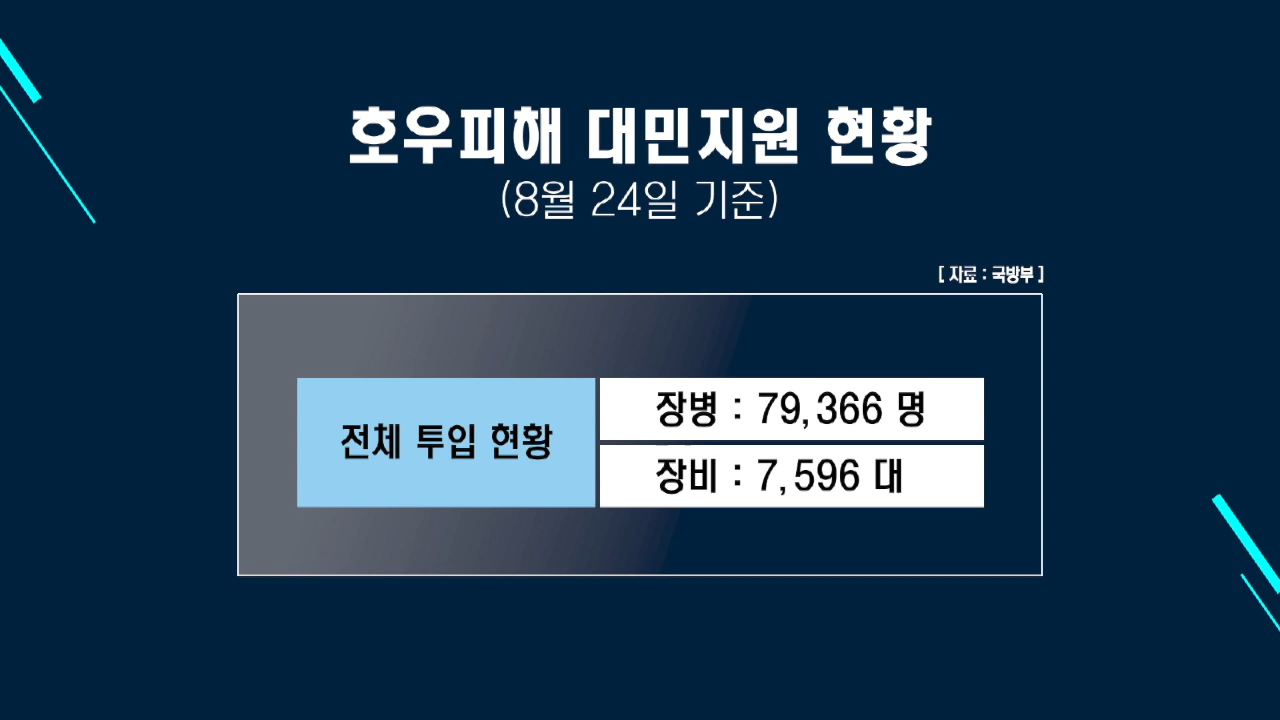 호우피해 대민지원 현황
(8월 24일 기준)
[ 자료 : 국방부 ]
전체 투입 현황
장병 : 79,366 명
장비 : 7,596 대